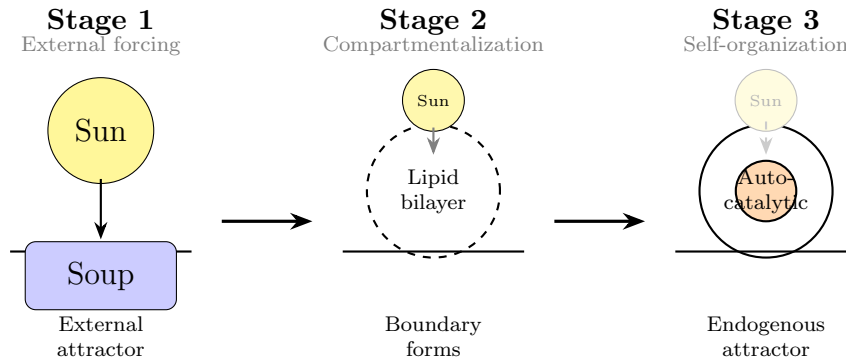 Stage 1
External forcing
Sun
Soup
External
attractor
Stage 2
Compartmentalization
Sun
Lipid
bilayer
Boundary
forms
Stage 3
Self-organization
Sun
Auto-
catalytic
Endogenous
attractor